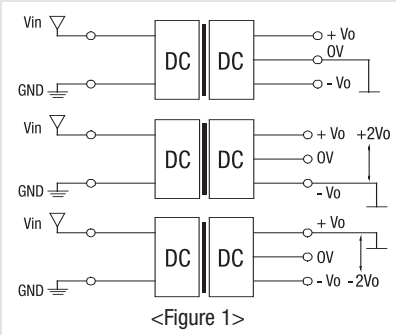 Vin
DC DC
+ Vo
0V
- Vo
GND
Vin
DC DC
+ Vo +2Vo
0V
- Vo
GND
Vin
DC DC
+ Vo
0V
- Vo -2Vo
GND
<Figure 1>